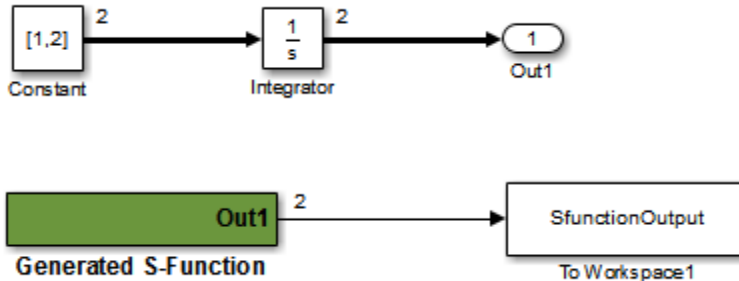 2
2
[1,2]
1
s
1
Constant
Integrator
Out1
Out1
2
SfunctionOutput
Generated S-Function
To Workspace1